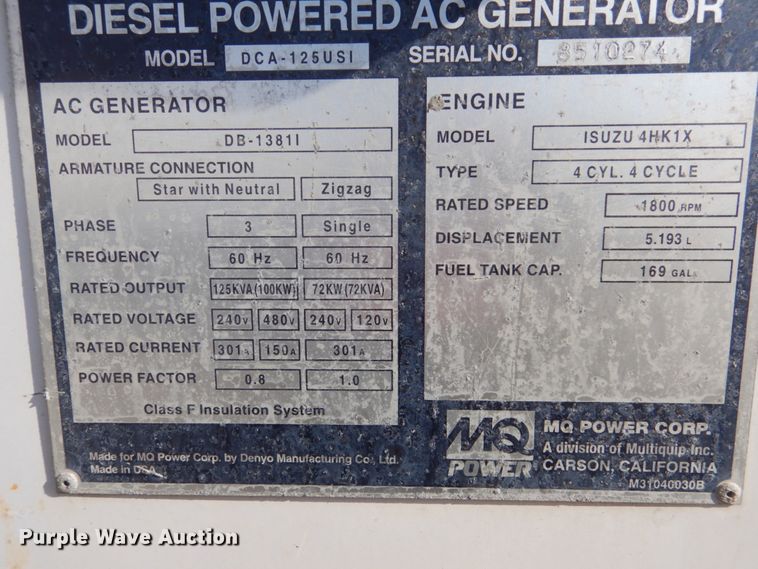 DIESEL POWERED AC GENERATOR
MODEL DCA-125USI SERIAL NO. 8510274
AC GENERATOR
MODEL DB-1381I
ARMATURE CONNECTION
Star with Neutral Zigzag
PHASE 3 Single
FREQUENCY 60 Hz 60 Hz
RATED OUTPUT 125KVA(100KW) 72KW(72KVA)
RATED VOLTAGE 240V 480V 240V 120V
RATED CURRENT 301A 150A 301A
POWER FACTOR 0.8 1.0
Class F Insulation System
ENGINE
MODEL ISUZU 4HK1X
TYPE 4 CYL. 4 CYCLE
RATED SPEED 1800 RPM
DISPLACEMENT 5.193 L
FUEL TANK CAP. 169 GAL
Made for MQ Power Corp. by Denyo Manufacturing Co., Ltd.
Made in USA
MQ
POWER
MQ POWER CORP.
A division of Multiquip Inc.
CARSON, CALIFORNIA
M31040030B
Purple Wave Auction